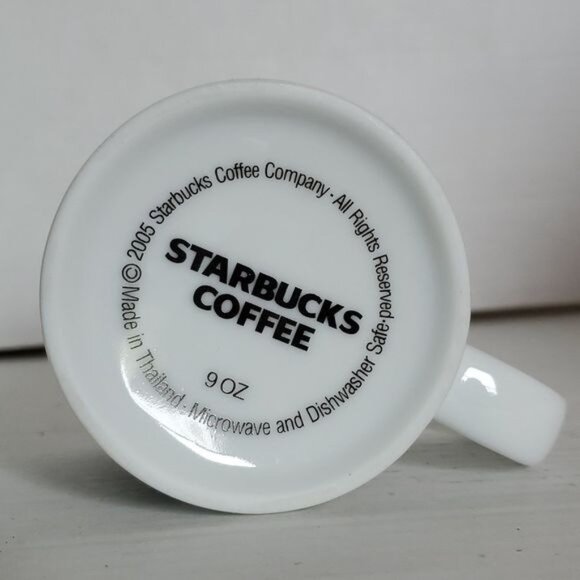 © 2005 Starbucks Coffee Company · All Rights Reserved · Microwave and Dishwasher Safe · Made in Thailand ·
STARBUCKS
COFFEE
9 OZ